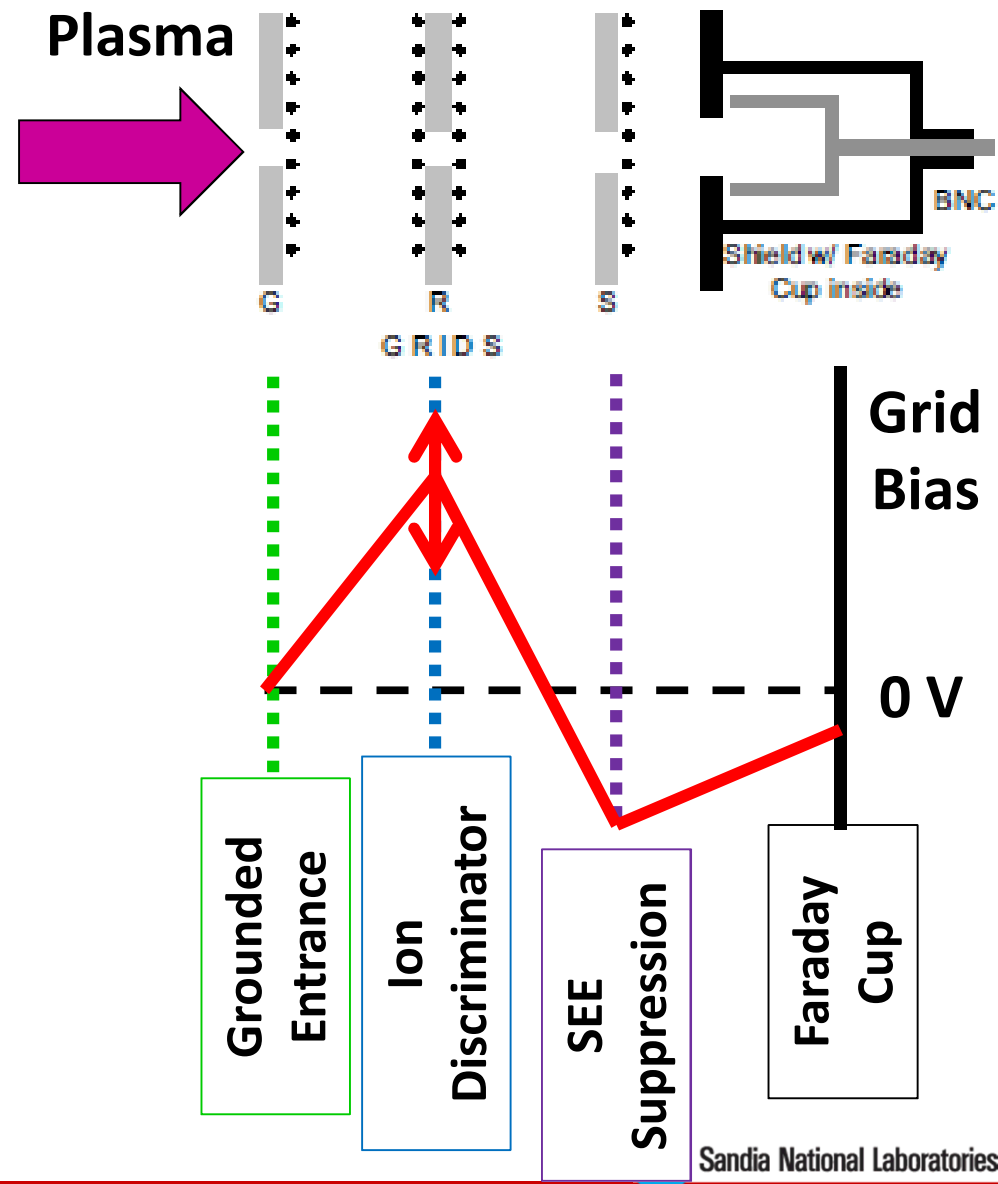 Plasma
BNC
Shield w/ Faraday
Cup inside
G
R
S
G R I D S
Grid
Bias
0 V
Grounded
Entrance
Ion
Discriminator
SEE
Suppression
Faraday
Cup
Sandia National Laboratories